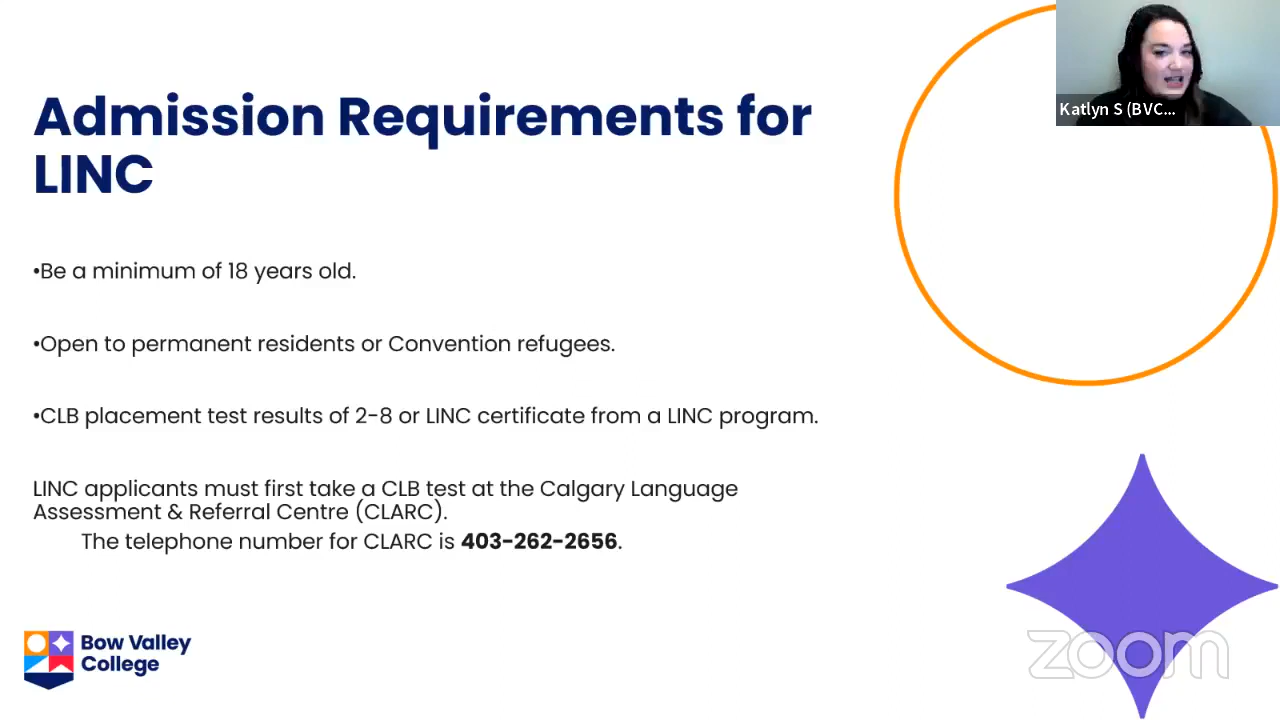 Katlyn S (BVC...
Admission Requirements for
LINC
•Be a minimum of 18 years old.
•Open to permanent residents or Convention refugees.
•CLB placement test results of 2-8 or LINC certificate from a LINC program.
LINC applicants must first take a CLB test at the Calgary Language
Assessment & Referral Centre (CLARC).
The telephone number for CLARC is 403-262-2656.
Bow Valley
College
zoom